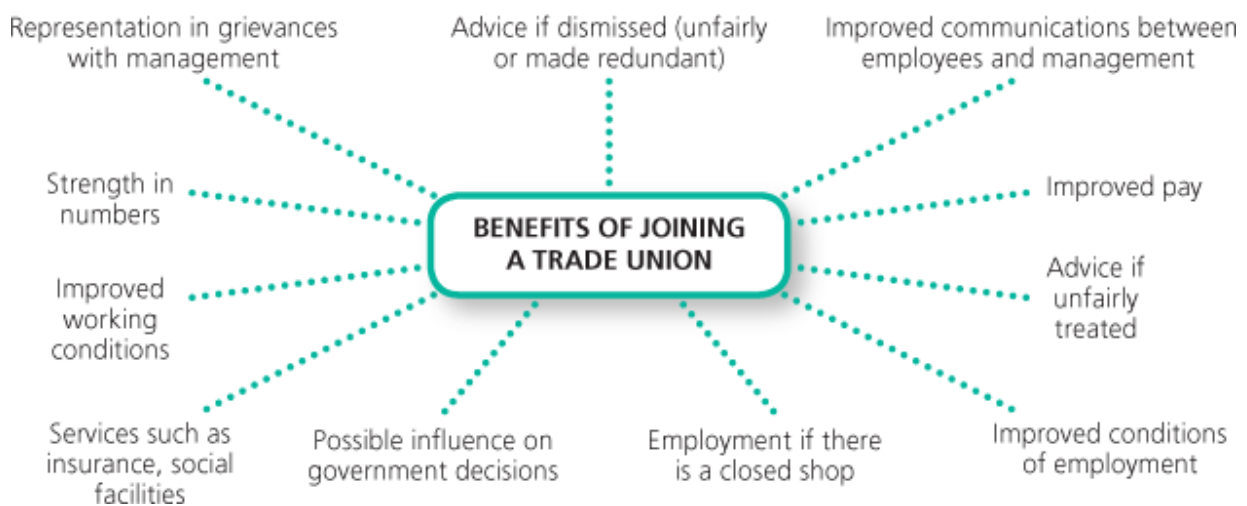 Representation in grievances
with management
Advice if dismissed (unfairly
or made redundant)
Improved communications between
employees and management
Strength in
numbers
BENEFITS OF JOINING
A TRADE UNION
Improved pay
Improved
working
conditions
Advice if
unfairly
treated
Services such as
insurance, social
facilities
Possible influence on
government decisions
Employment if there
is a closed shop
Improved conditions
of employment